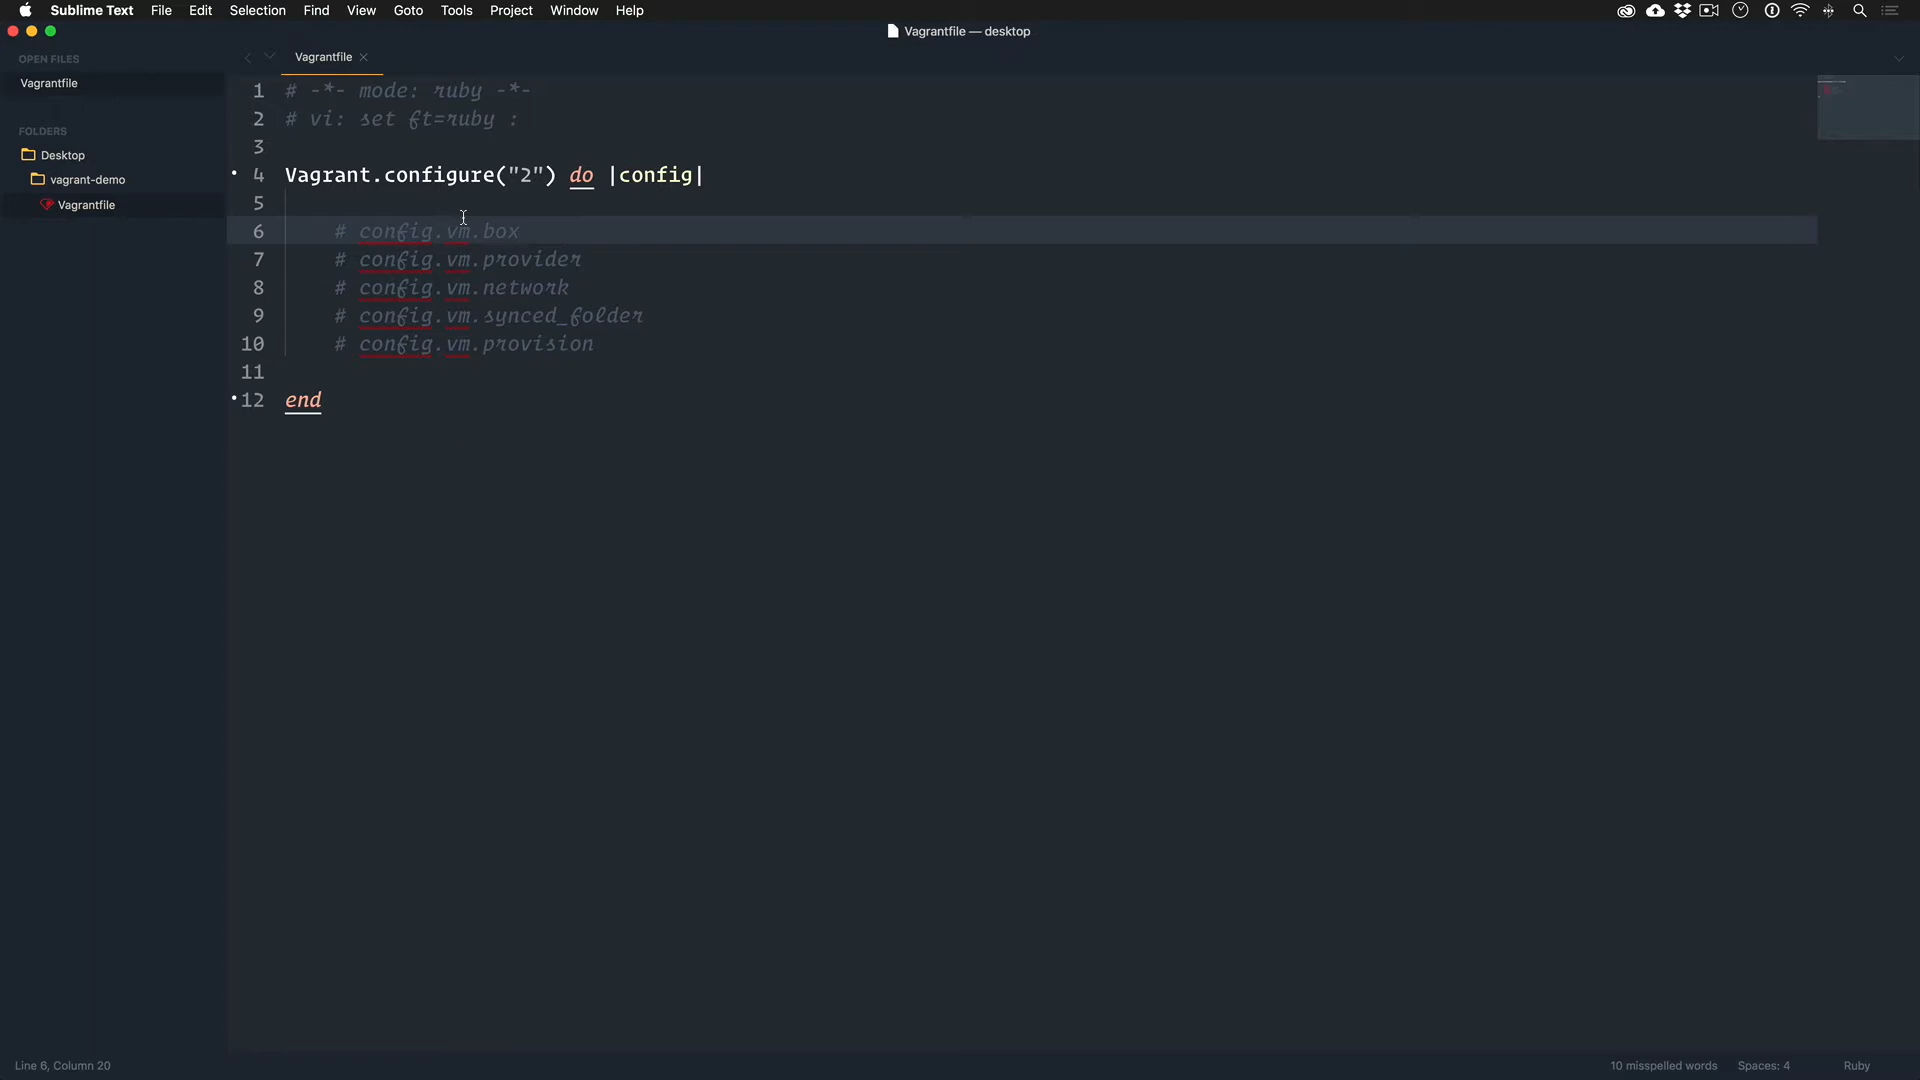 Sublime Text File Edit Selection Find View Goto Tools Project Window Help
Vagrantfile — desktop
OPEN FILES
Vagrantfile
FOLDERS
Desktop
vagrant-demo
Vagrantfile
Vagrantfile
1 # -*- mode: ruby -*-
2 # vi: set ft=ruby :
3
4 Vagrant.configure("2") do |config|
5
6 # config.vm.box
7 # config.vm.provider
8 # config.vm.network
9 # config.vm.synced_folder
10 # config.vm.provision
11
12 end
Line 6, Column 20
10 misspelled words Spaces: 4 Ruby